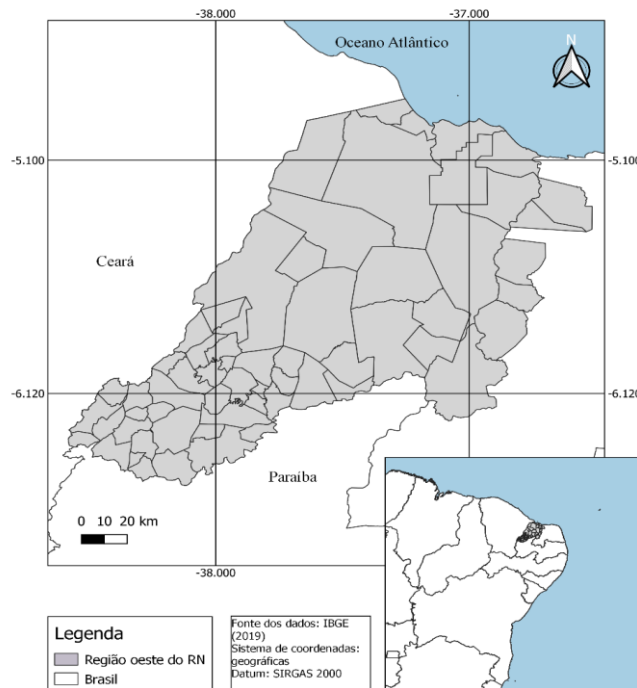 -38.000
-37.000
Oceano Atlântico
N
-5.100
-5.100
Ceará
-6.120
-6.120
Paraíba
0 10 20 km
-38.000
Legenda
Região oeste do RN
Brasil
Fonte dos dados: IBGE
(2019)
Sistema de coordenadas:
geográficas
Datum: SIRGAS 2000